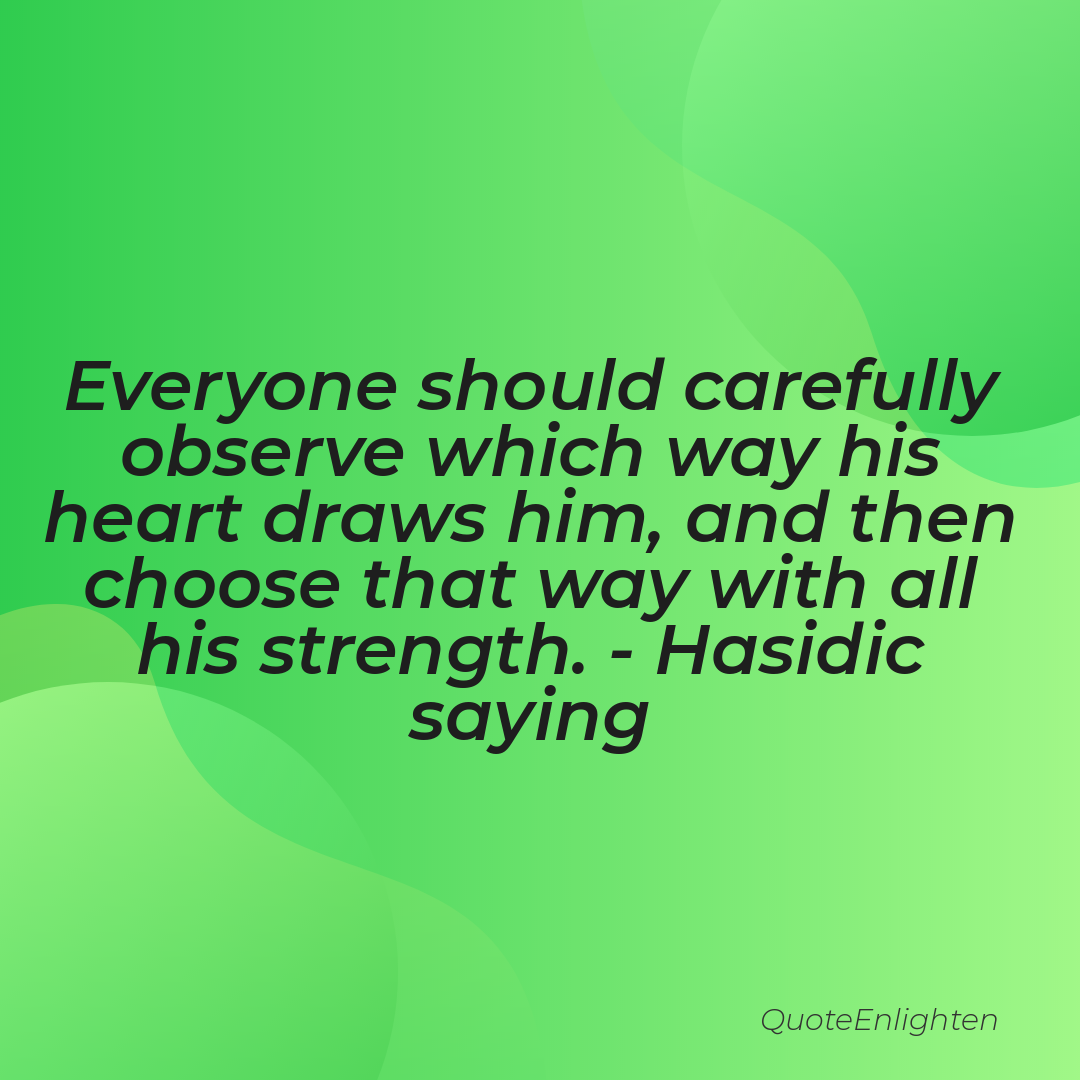 Everyone should carefully
observe which way his
heart draws him, and then
choose that way with all
his strength. - Hasidic
saying
QuoteEnlighten